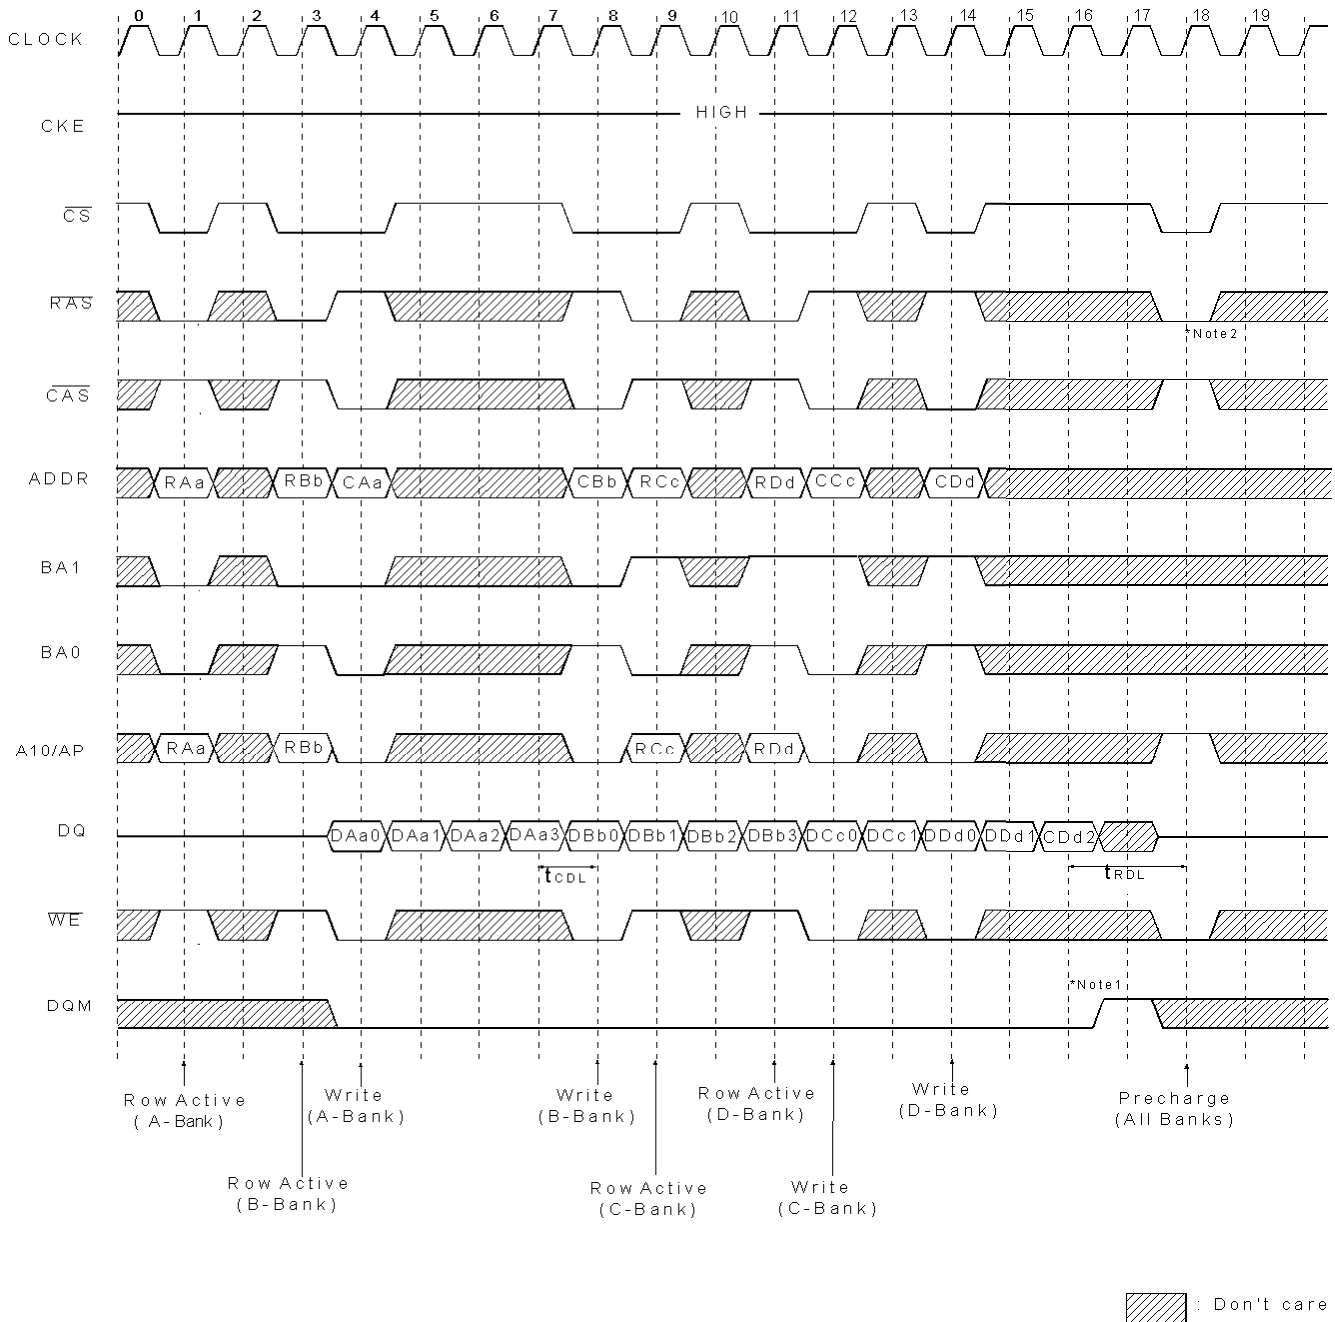 0 1 2 3 4 5 6 7 8 9 10 11 12 13 14 15 16 17 18 19
CLOCK
CKE
HIGH
CS
RAS
*Note2
CAS
ADDR
RAa RBb CAa CBb RCc RDd CCc CDd
BA1
BA0
A10/AP
RAa RBb RCc RDd
DQ
DAa0 DAa1 DAa2 DAa3 DBb0 DBb1 DBb2 DBb3 DCc0 DCc1 DDd0 DDd1 CDd2
tCDL tRDL
WE
*Note1
DQM
Row Active
(A-Bank)
Write
(A-Bank)
Write
(B-Bank)
Row Active
(D-Bank)
Write
(D-Bank)
Precharge
(All Banks)
Row Active
(B-Bank)
Row Active
(C-Bank)
Write
(C-Bank)
: Don't care